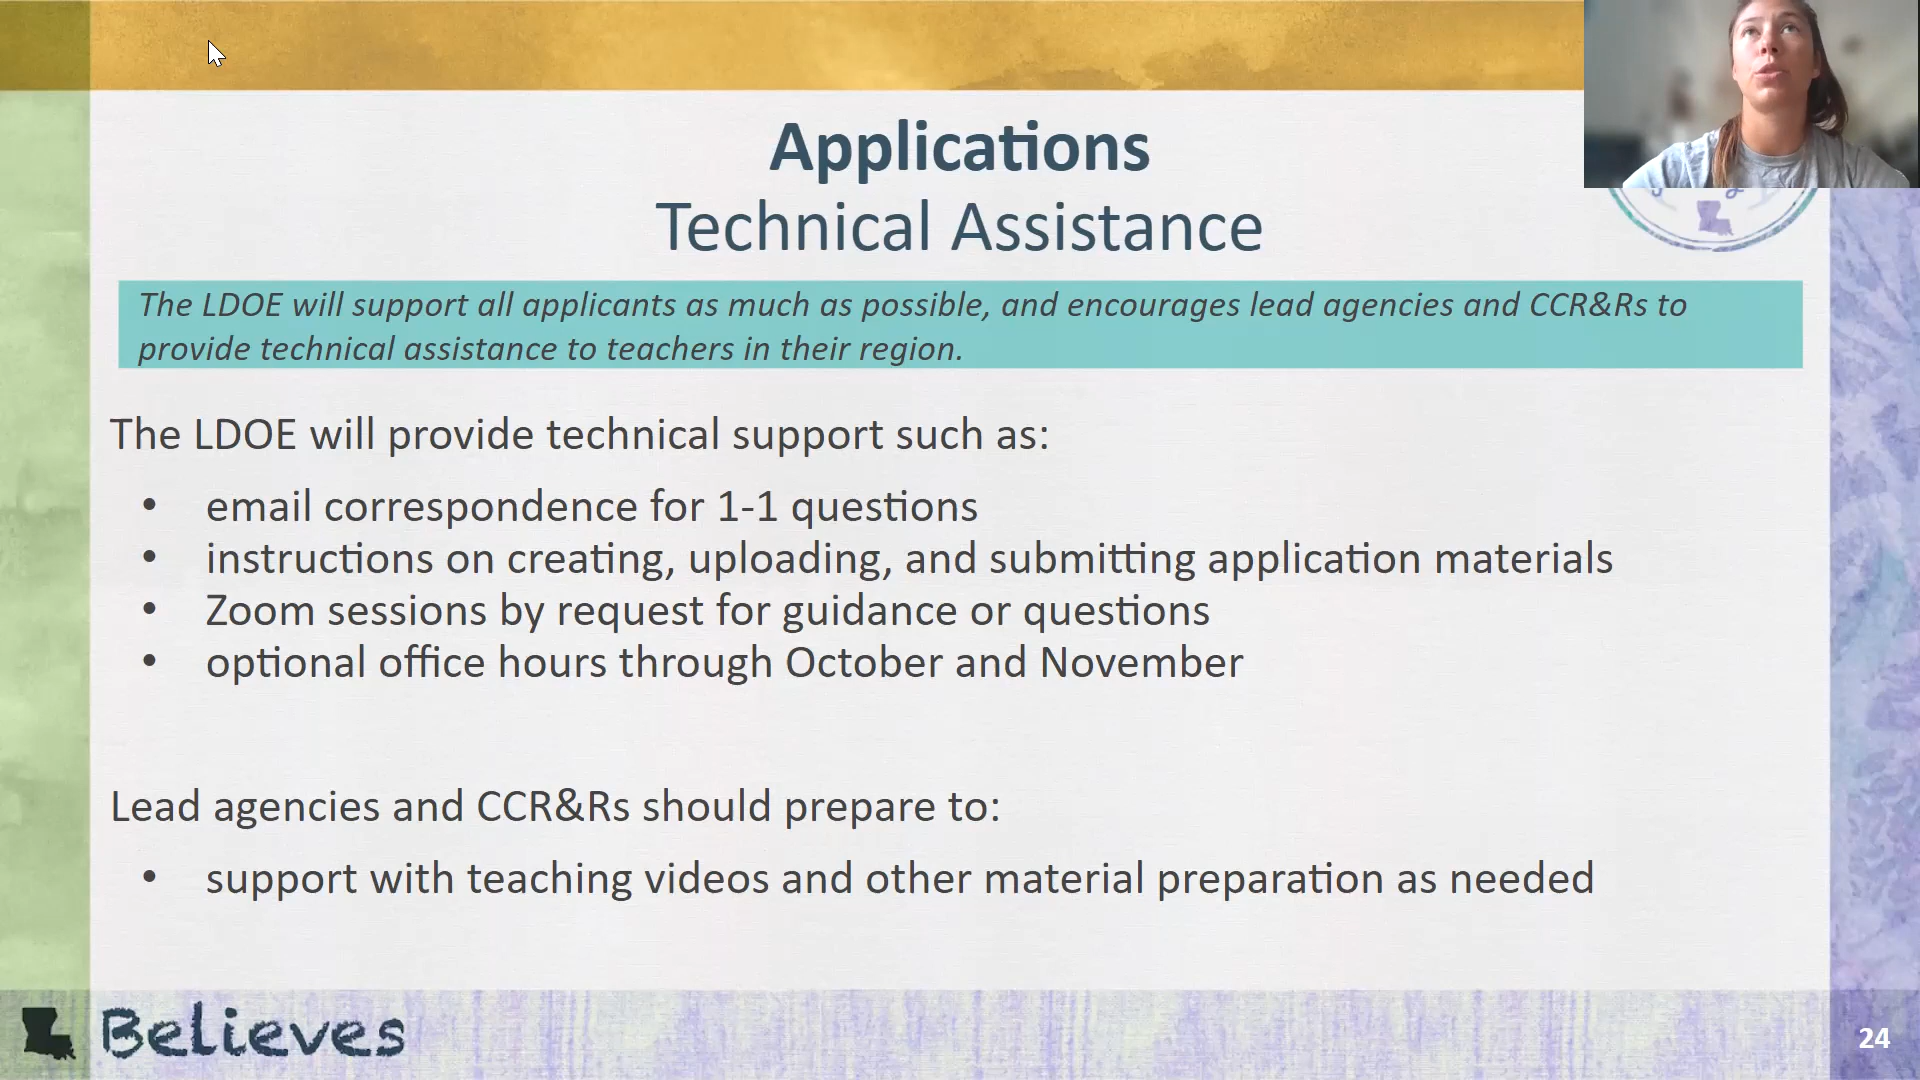 Applications
Technical Assistance
The LDOE will support all applicants as much as possible, and encourages lead agencies and CCR&Rs to
provide technical assistance to teachers in their region.
The LDOE will provide technical support such as:
• email correspondence for 1-1 questions
• instructions on creating, uploading, and submitting application materials
• Zoom sessions by request for guidance or questions
• optional office hours through October and November
Lead agencies and CCR&Rs should prepare to:
• support with teaching videos and other material preparation as needed
Believes
24